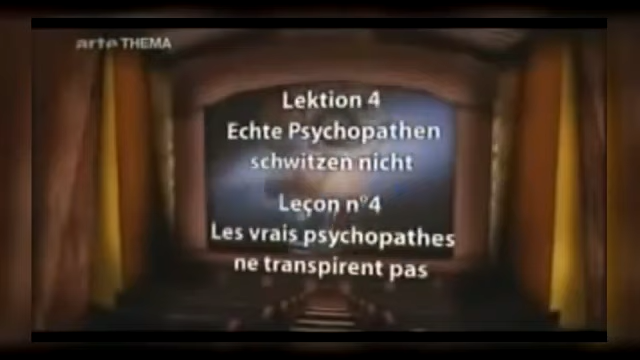 arte THEMA
Lektion 4
Echte Psychopathen
schwitzen nicht
Leçon n°4
Les vrais psychopathes
ne transpirent pas